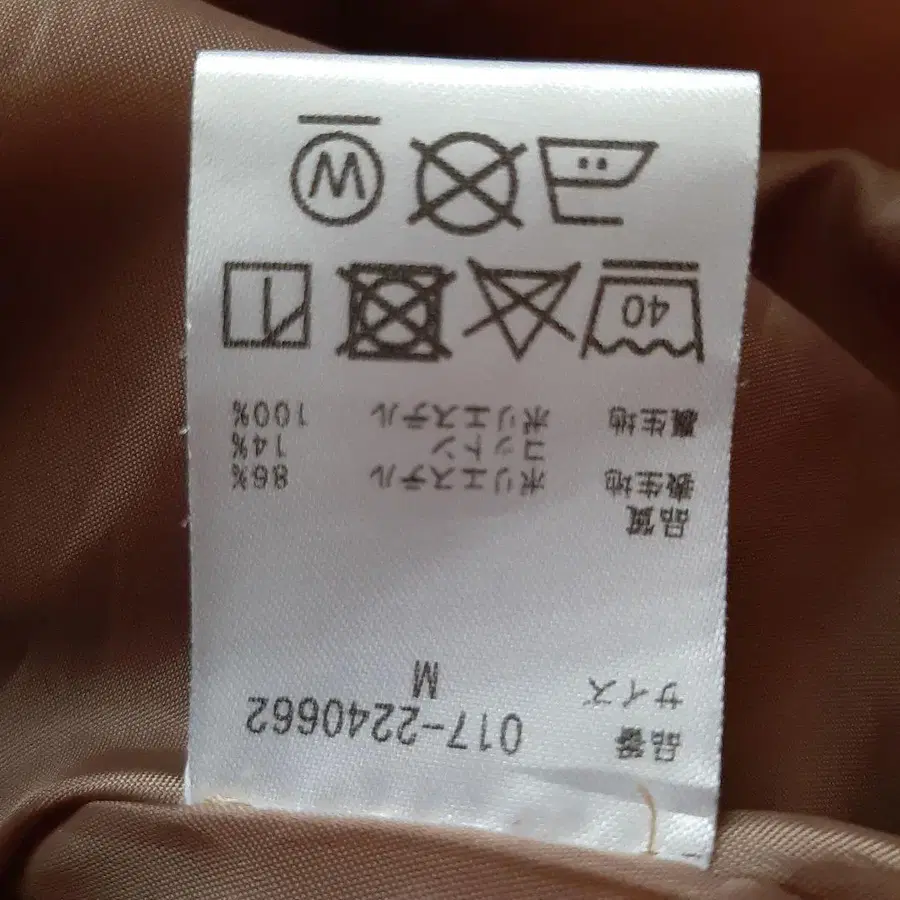 品番 017-2240662
サイズ M
品質
表生地 ポリエステル 86%
コットン 14%
裏生地 ポリエステル 100%
40
W